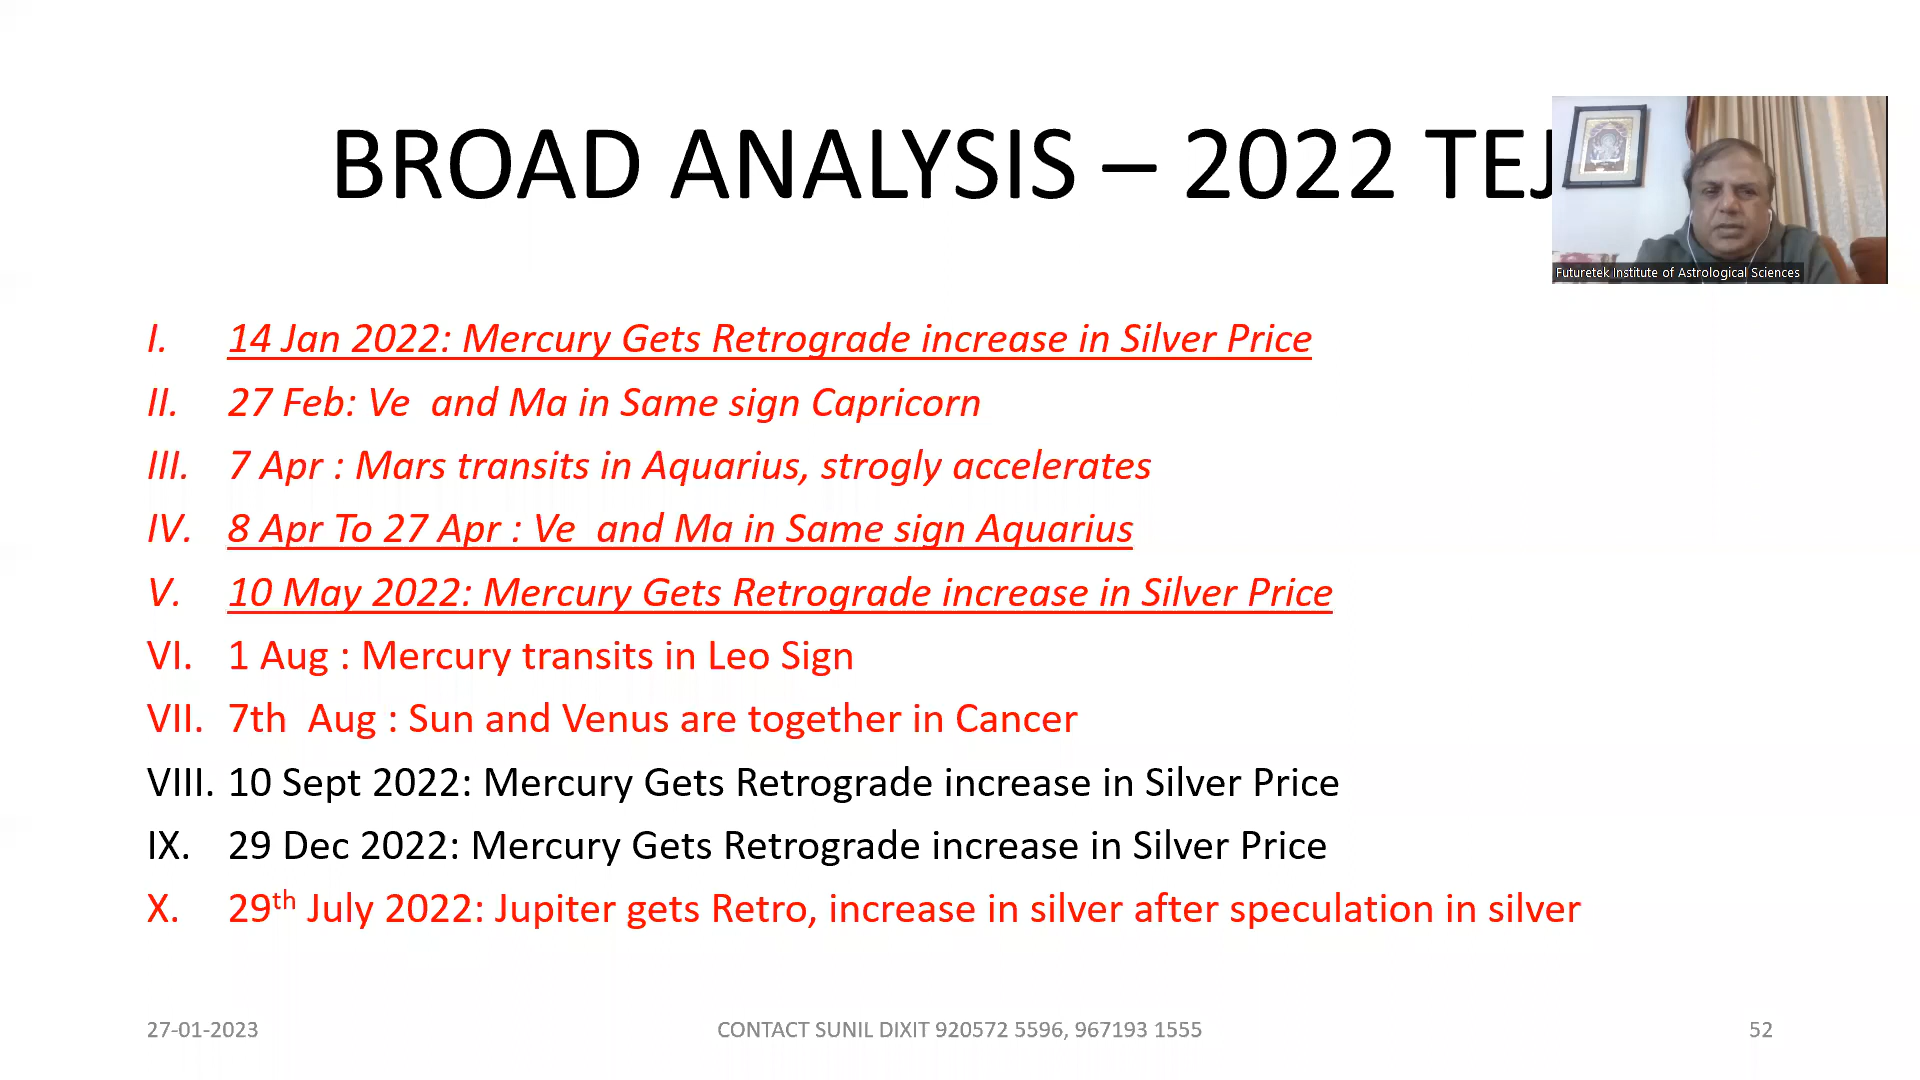 BROAD ANALYSIS – 2022 TEJ
Futuretek Institute of Astrological Sciences
I. 14 Jan 2022: Mercury Gets Retrograde increase in Silver Price
II. 27 Feb: Ve and Ma in Same sign Capricorn
III. 7 Apr : Mars transits in Aquarius, strogly accelerates
IV. 8 Apr To 27 Apr : Ve and Ma in Same sign Aquarius
V. 10 May 2022: Mercury Gets Retrograde increase in Silver Price
VI. 1 Aug : Mercury transits in Leo Sign
VII. 7th Aug : Sun and Venus are together in Cancer
VIII. 10 Sept 2022: Mercury Gets Retrograde increase in Silver Price
IX. 29 Dec 2022: Mercury Gets Retrograde increase in Silver Price
X. 29th July 2022: Jupiter gets Retro, increase in silver after speculation in silver
27-01-2023 CONTACT SUNIL DIXIT 920572 5596, 967193 1555 52